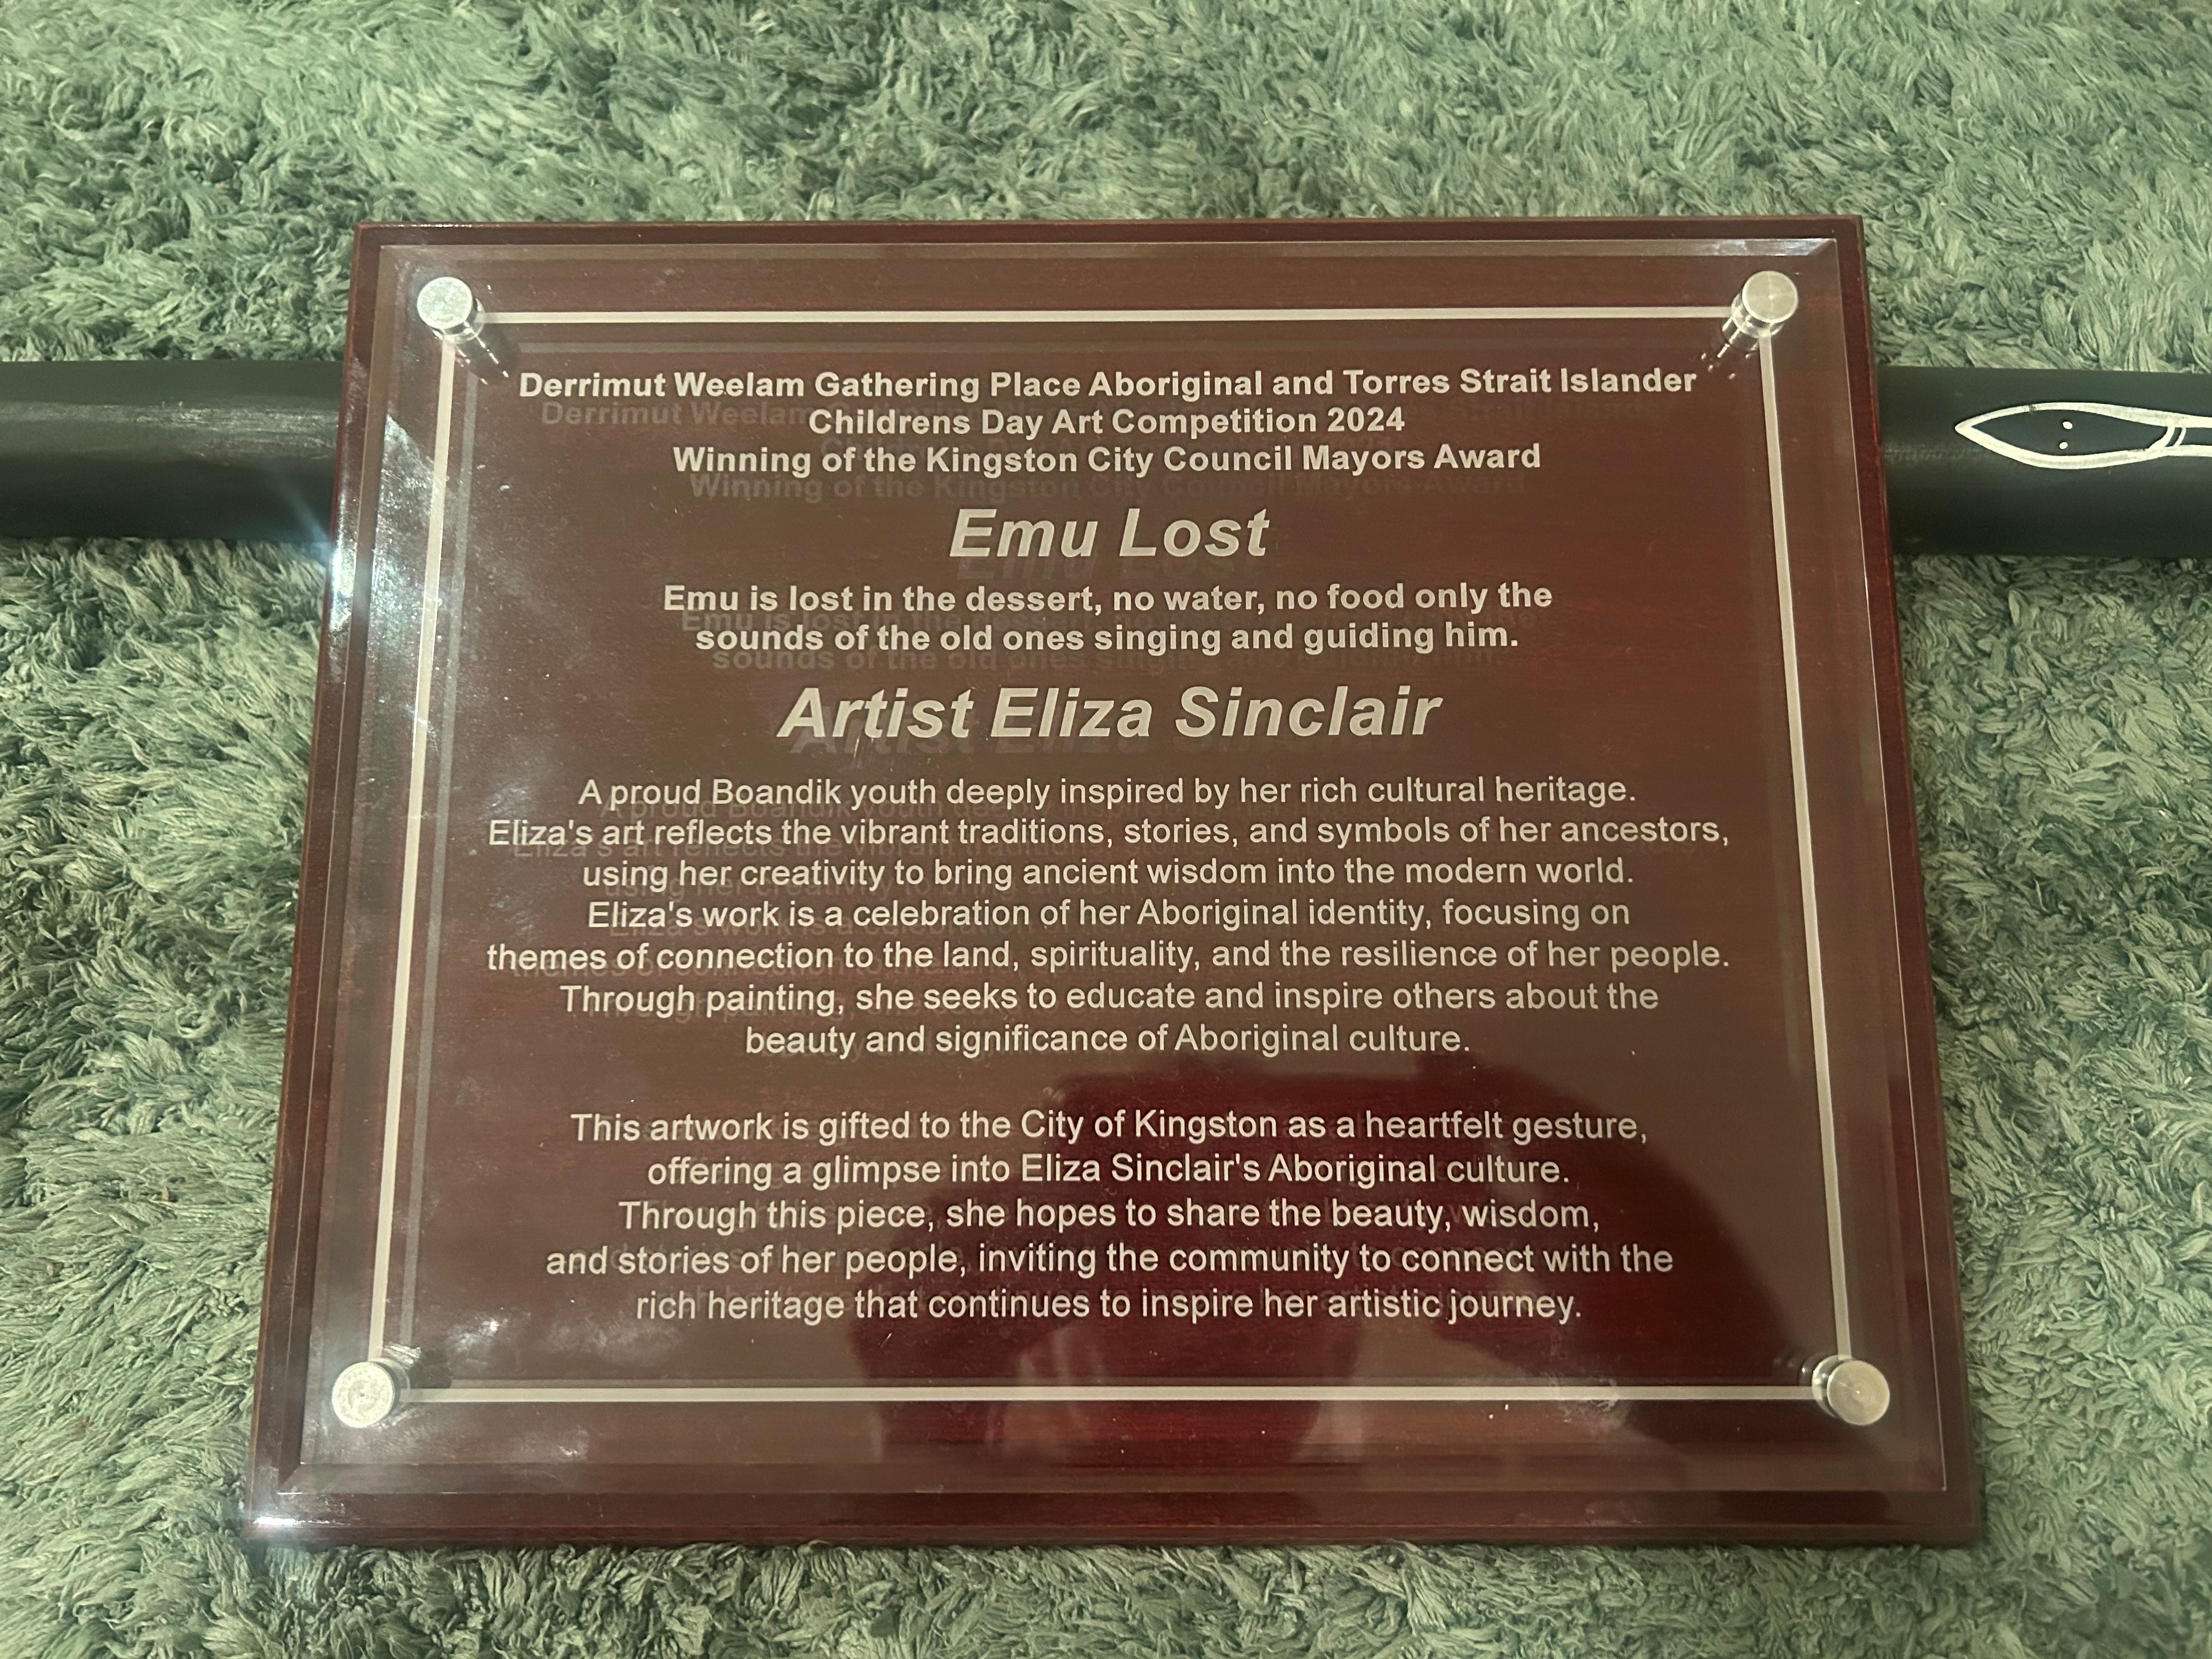 Derrimut Weelam Gathering Place Aboriginal and Torres Strait Islander
Childrens Day Art Competition 2024
Winning of the Kingston City Council Mayors Award
Emu Lost
Emu is lost in the dessert, no water, no food only the
sounds of the old ones singing and guiding him.
Artist Eliza Sinclair
A proud Boandik youth deeply inspired by her rich cultural heritage.
Eliza's art reflects the vibrant traditions, stories, and symbols of her ancestors,
using her creativity to bring ancient wisdom into the modern world.
Eliza's work is a celebration of her Aboriginal identity, focusing on
themes of connection to the land, spirituality, and the resilience of her people.
Through painting, she seeks to educate and inspire others about the
beauty and significance of Aboriginal culture.
This artwork is gifted to the City of Kingston as a heartfelt gesture,
offering a glimpse into Eliza Sinclair's Aboriginal culture.
Through this piece, she hopes to share the beauty, wisdom,
and stories of her people, inviting the community to connect with the
rich heritage that continues to inspire her artistic journey.